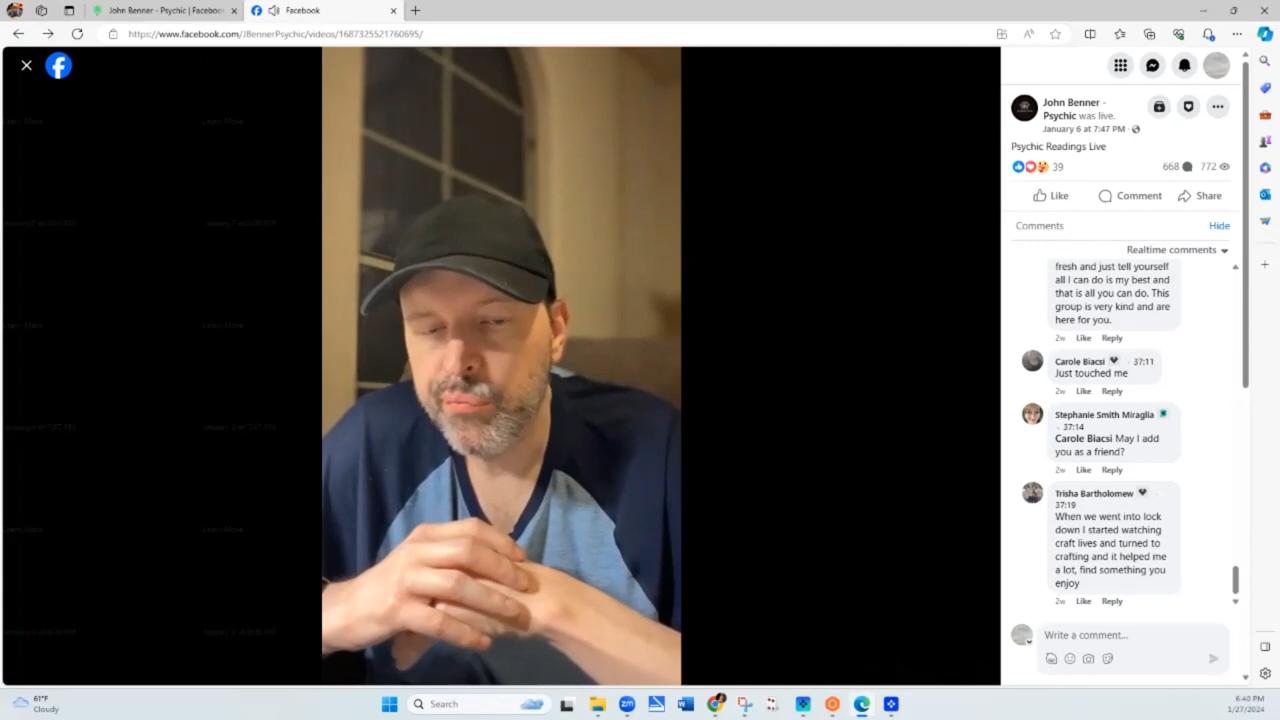 John Benner - Psychic | Facebook
Facebook
https://www.facebook.com/JBennerPsychic/videos/1687325521760695/
John Benner -
Psychic was live.
January 6 at 7:47 PM ·
Psychic Readings Live
39
668
772
Like
Comment
Share
Comments
Hide
Realtime comments
fresh and just tell yourself
all I can do is my best and
that is all you can do. This
group is very kind and are
here for you.
2w Like Reply
Carole Biacsi · 37:11
Just touched me
2w Like Reply
Stephanie Smith Miraglia
· 37:14
Carole Biacsi May I add
you as a friend?
2w Like Reply
Trisha Bartholomew ·
37:19
When we went into lock
down I started watching
craft lives and turned to
crafting and it helped me
a lot, find something you
enjoy
2w Like Reply
Write a comment...
61°F
Cloudy
Search
zm
6:40 PM
1/27/2024